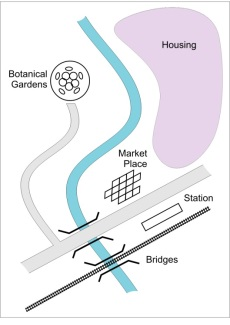 Housing
Botanical
Gardens
Market
Place
Station
Bridges